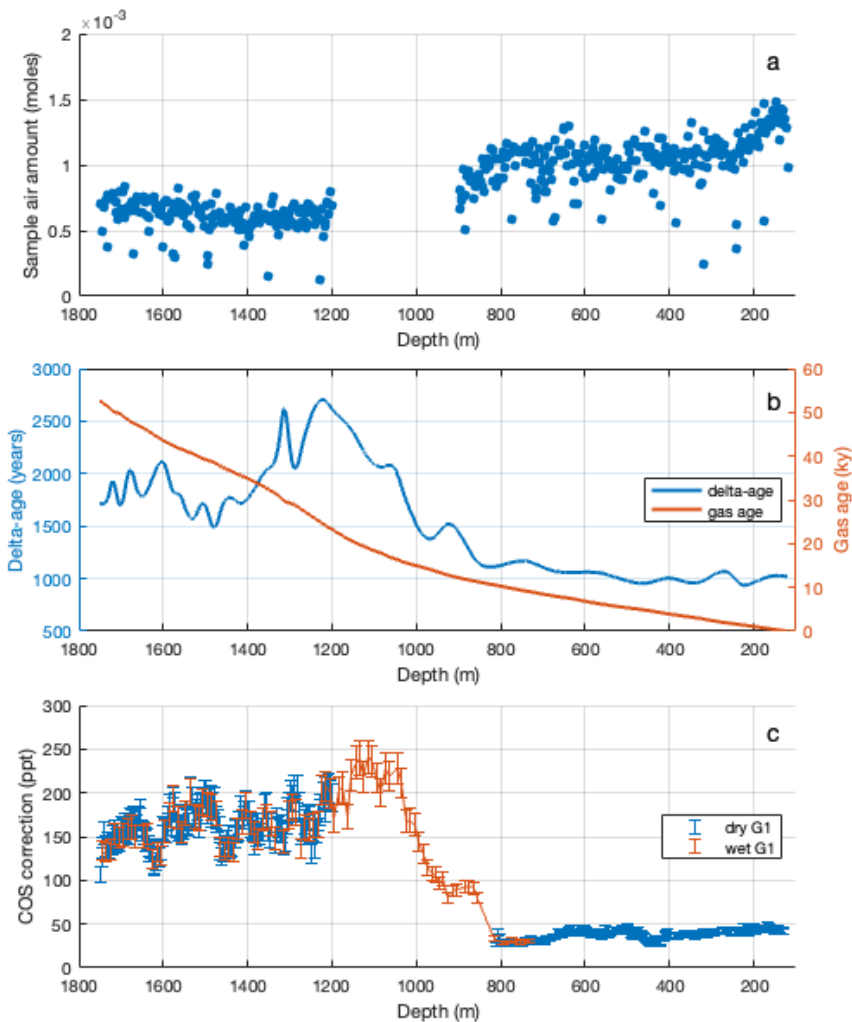 × 10^-3
2
1.5
1
0.5
0
Sample air amount (moles)
a
1800 1600 1400 1200 1000 800 600 400 200
Depth (m)
3000
2500
2000
1500
1000
500
Delta-age (years)
b
delta-age
gas age
60
50
40
30
20
10
0
Gas age (ky)
1800 1600 1400 1200 1000 800 600 400 200
Depth (m)
300
250
200
150
100
50
0
COS correction (ppt)
c
dry G1
wet G1
1800 1600 1400 1200 1000 800 600 400 200
Depth (m)